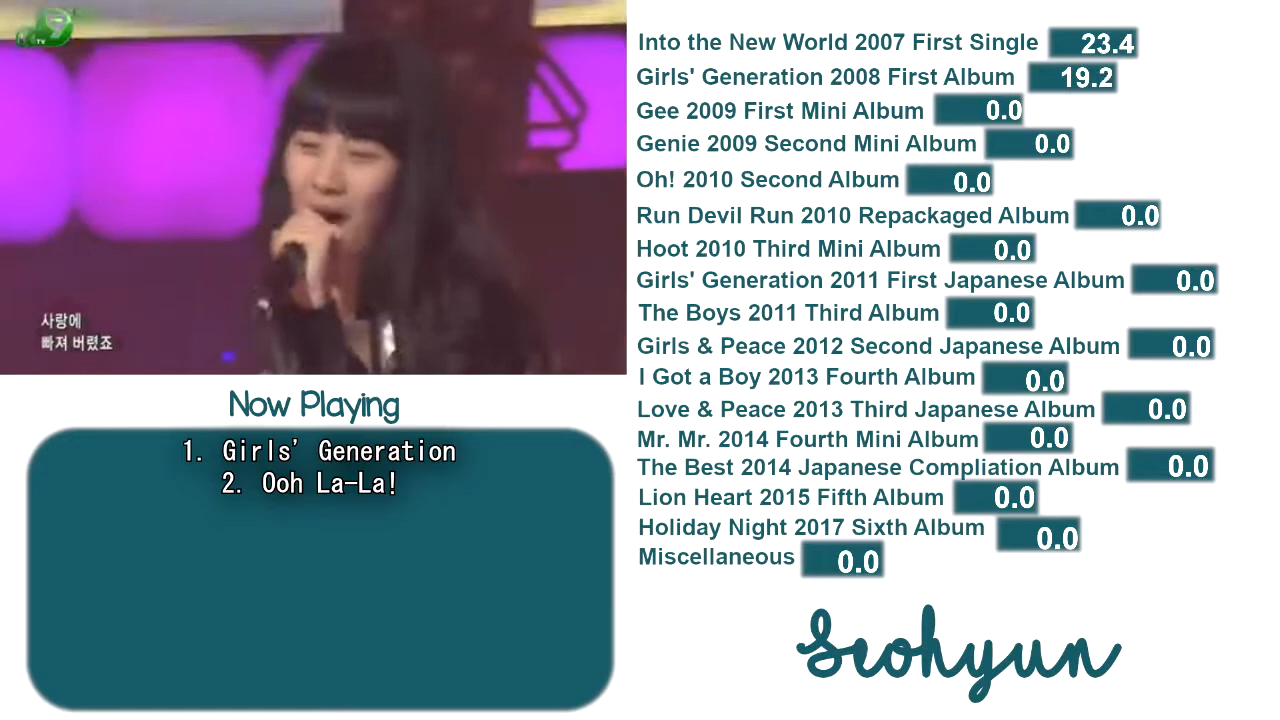 9
TV
사랑에
빠져 버렸죠
Now Playing
1. Girls' Generation
2. Ooh La-La!
Into the New World 2007 First Single 23.4
Girls' Generation 2008 First Album 19.2
Gee 2009 First Mini Album 0.0
Genie 2009 Second Mini Album 0.0
Oh! 2010 Second Album 0.0
Run Devil Run 2010 Repackaged Album 0.0
Hoot 2010 Third Mini Album 0.0
Girls' Generation 2011 First Japanese Album 0.0
The Boys 2011 Third Album 0.0
Girls & Peace 2012 Second Japanese Album 0.0
I Got a Boy 2013 Fourth Album 0.0
Love & Peace 2013 Third Japanese Album 0.0
Mr. Mr. 2014 Fourth Mini Album 0.0
The Best 2014 Japanese Compliation Album 0.0
Lion Heart 2015 Fifth Album 0.0
Holiday Night 2017 Sixth Album 0.0
Miscellaneous 0.0
Seohyun